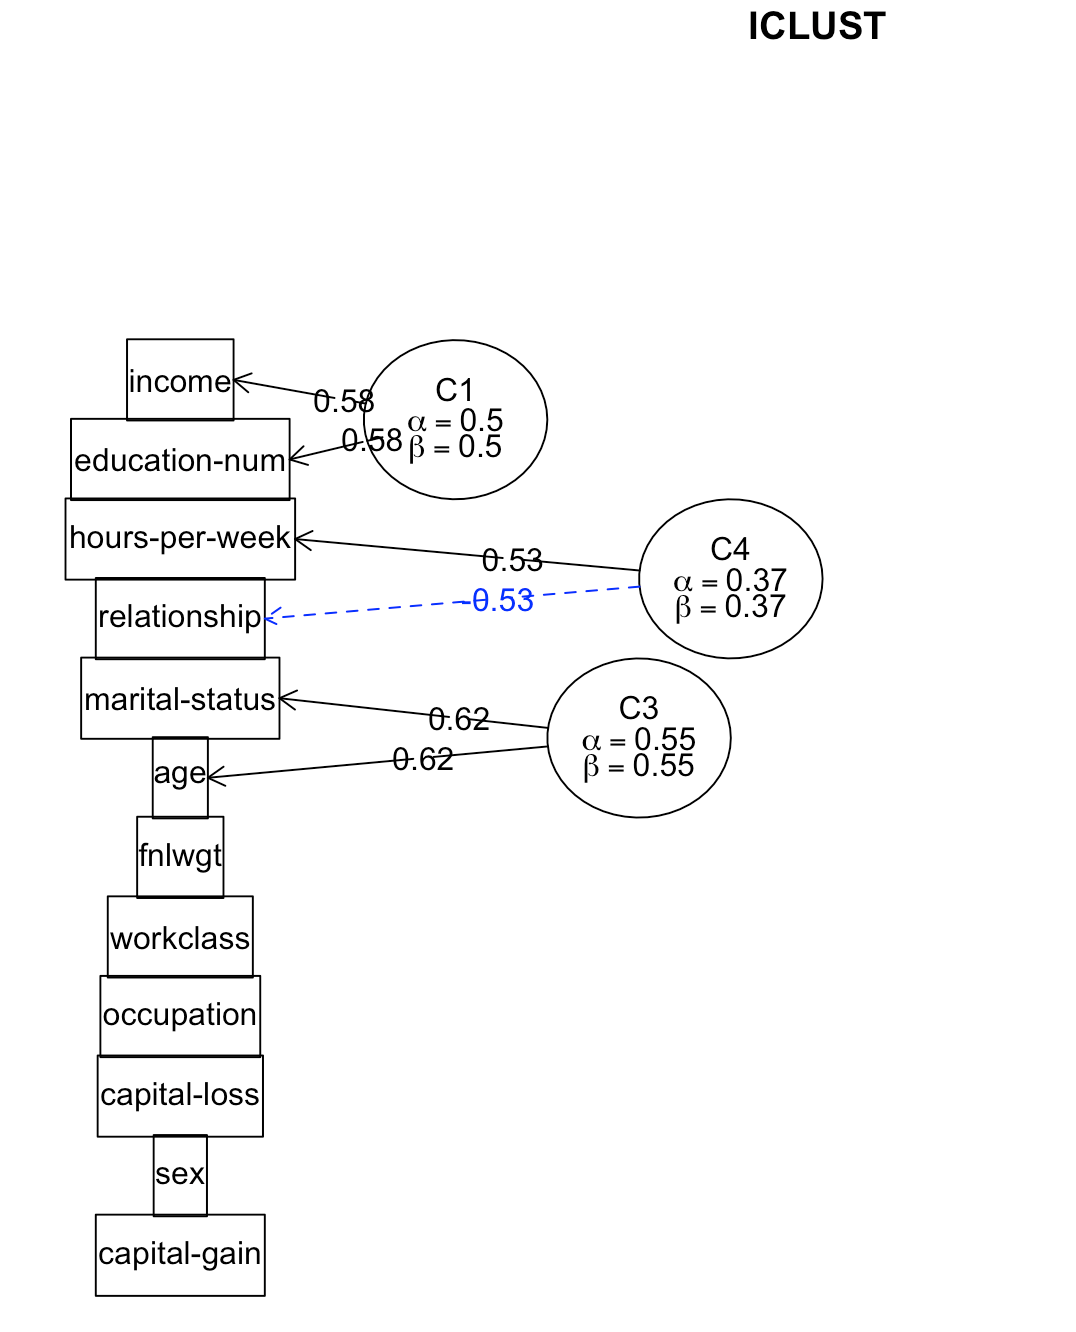 ICLUST
income
0.58
C1
α = 0.5
β = 0.5
education-num
0.58
hours-per-week
0.53
C4
α = 0.37
β = 0.37
relationship
-0.53
marital-status
0.62
C3
α = 0.55
β = 0.55
age
0.62
fnlwgt
workclass
occupation
capital-loss
sex
capital-gain